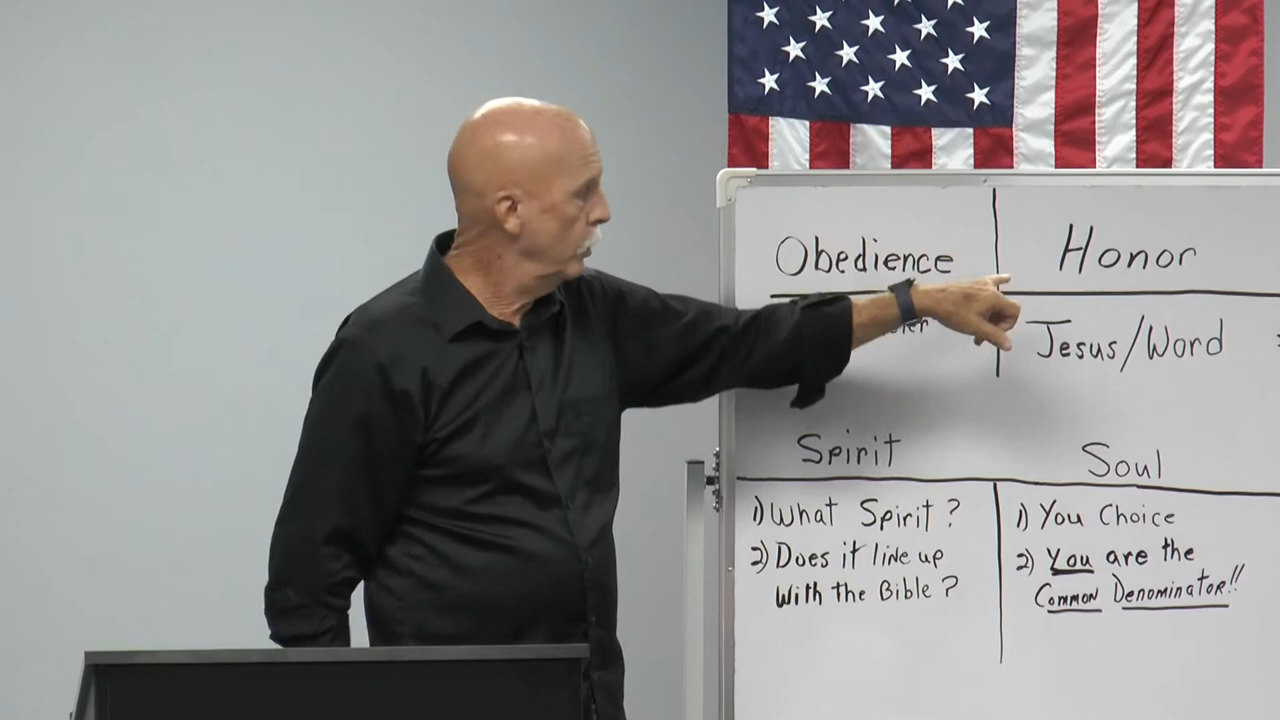 Obedience Honor
Jesus/Word
Spirit Soul
1) What Spirit?
2) Does it line up
with the Bible?
1) You Choice
2) You are the
Common Denominator!!